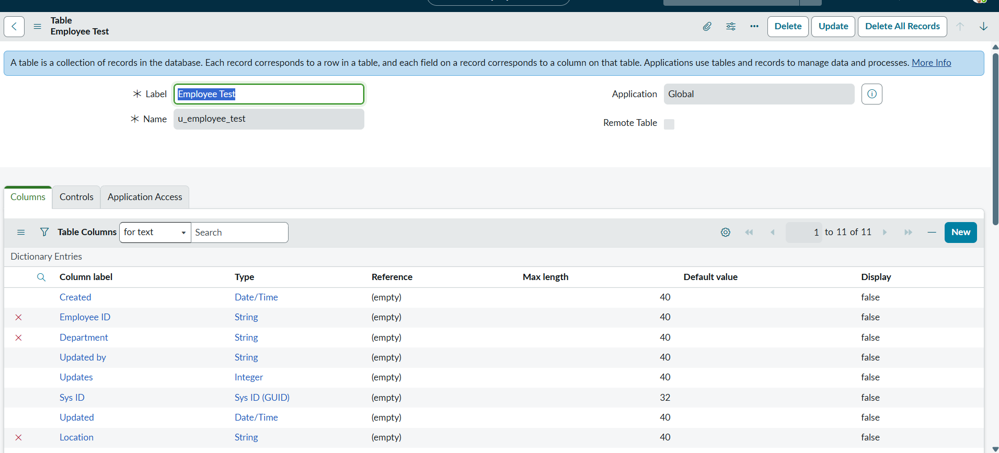 Table
Employee Test
Delete
Update
Delete All Records
A table is a collection of records in the database. Each record corresponds to a row in a table, and each field on a record corresponds to a column on that table. Applications use tables and records to manage data and processes. More Info
Label Employee Test
Application Global
Name u_employee_test
Remote Table
Columns Controls Application Access
Table Columns for text Search 1 to 11 of 11 New
Dictionary Entries
Column label Type Reference Max length Default value Display
Created Date/Time (empty) 40 false
Employee ID String (empty) 40 false
Department String (empty) 40 false
Updated by String (empty) 40 false
Updates Integer (empty) 40 false
Sys ID Sys ID (GUID) (empty) 32 false
Updated Date/Time (empty) 40 false
Location String (empty) 40 false